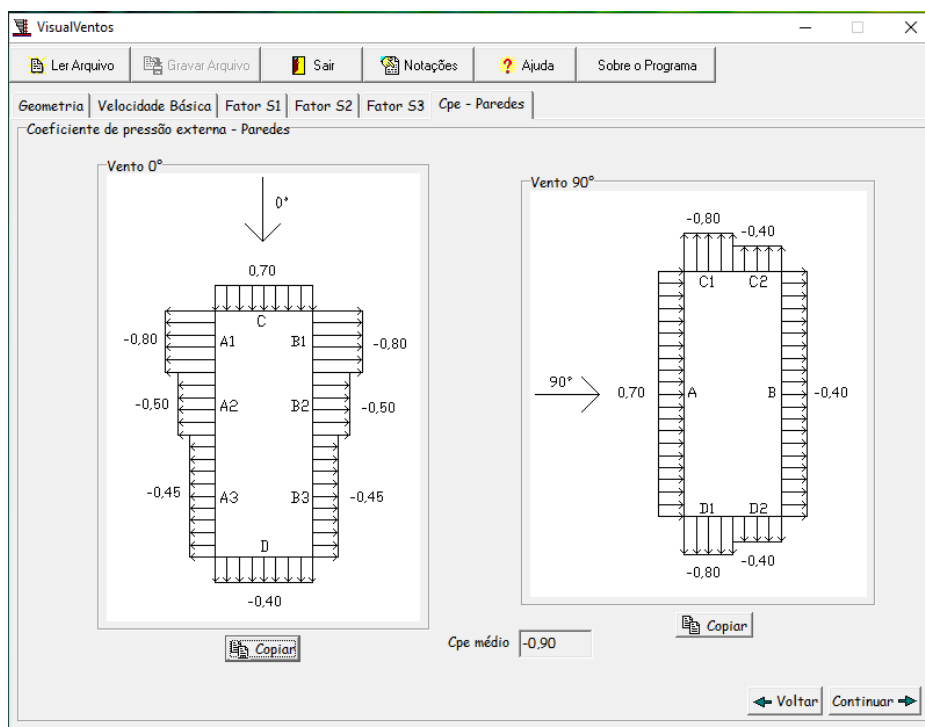 VisualVentos
Ler Arquivo Gravar Arquivo Sair Notações Ajuda Sobre o Programa
Geometria Velocidade Básica Fator S1 Fator S2 Fator S3 Cpe - Paredes
Coeficiente de pressão externa - Paredes
Vento 0°
0°
0,70
C
-0,80 A1 B1 -0,80
-0,50 A2 B2 -0,50
-0,45 A3 B3 -0,45
D
-0,40
Copiar
Vento 90°
-0,80 -0,40
C1 C2
90° 0,70 A B -0,40
D1 D2
-0,80 -0,40
Copiar
Cpe médio -0,90
Voltar Continuar